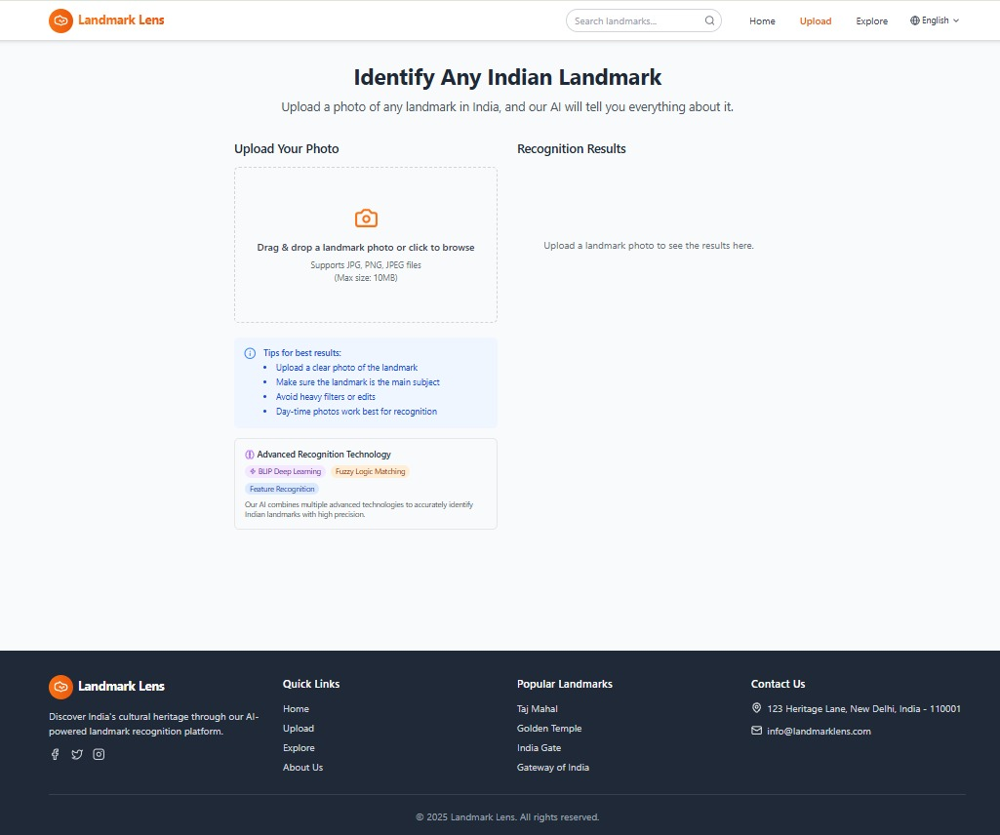 Landmark Lens
Search landmarks...
Home
Upload
Explore
English
Identify Any Indian Landmark
Upload a photo of any landmark in India, and our AI will tell you everything about it.
Upload Your Photo
Drag & drop a landmark photo or click to browse
Supports JPG, PNG, JPEG files
(Max size: 10MB)
Tips for best results:
• Upload a clear photo of the landmark
• Make sure the landmark is the main subject
• Avoid heavy filters or edits
• Day-time photos work best for recognition
Advanced Recognition Technology
BLIP Deep Learning
Fuzzy Logic Matching
Feature Recognition
Our AI combines multiple advanced technologies to accurately identify
Indian landmarks with high precision.
Recognition Results
Upload a landmark photo to see the results here.
Landmark Lens
Discover India's cultural heritage through our AI-
powered landmark recognition platform.
Quick Links
Home
Upload
Explore
About Us
Popular Landmarks
Taj Mahal
Golden Temple
India Gate
Gateway of India
Contact Us
123 Heritage Lane, New Delhi, India - 110001
info@landmarklens.com
© 2025 Landmark Lens. All rights reserved.